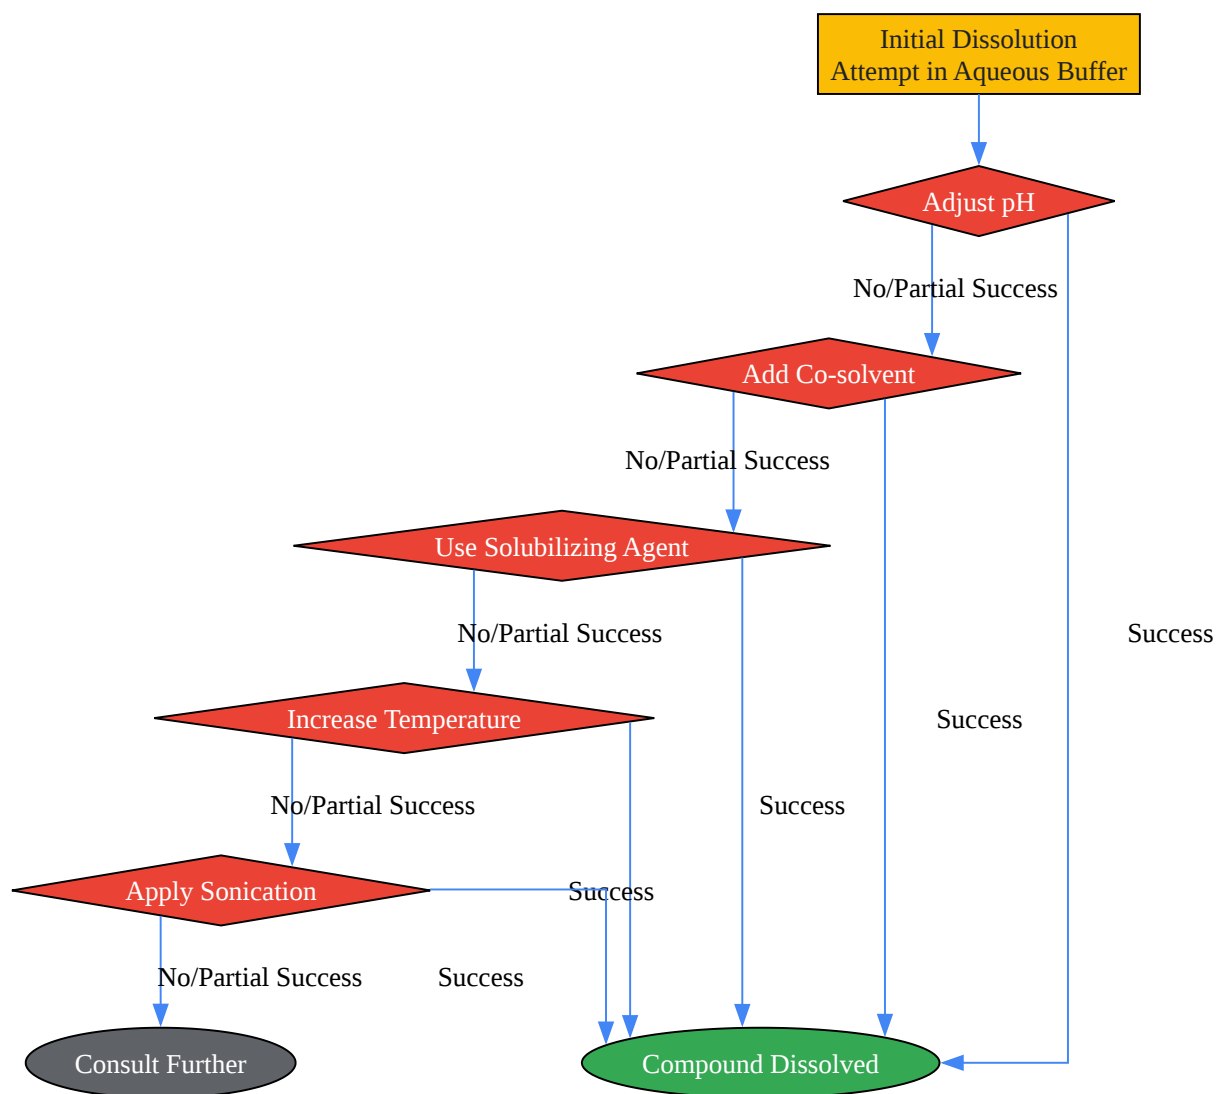 Initial Dissolution
Attempt in Aqueous Buffer
Adjust pH
No/Partial Success
Add Co-solvent
No/Partial Success
Use Solubilizing Agent
No/Partial Success
Success
Increase Temperature
Success
No/Partial Success
Success
Apply Sonication
Success
No/Partial Success
Success
Consult Further
Compound Dissolved